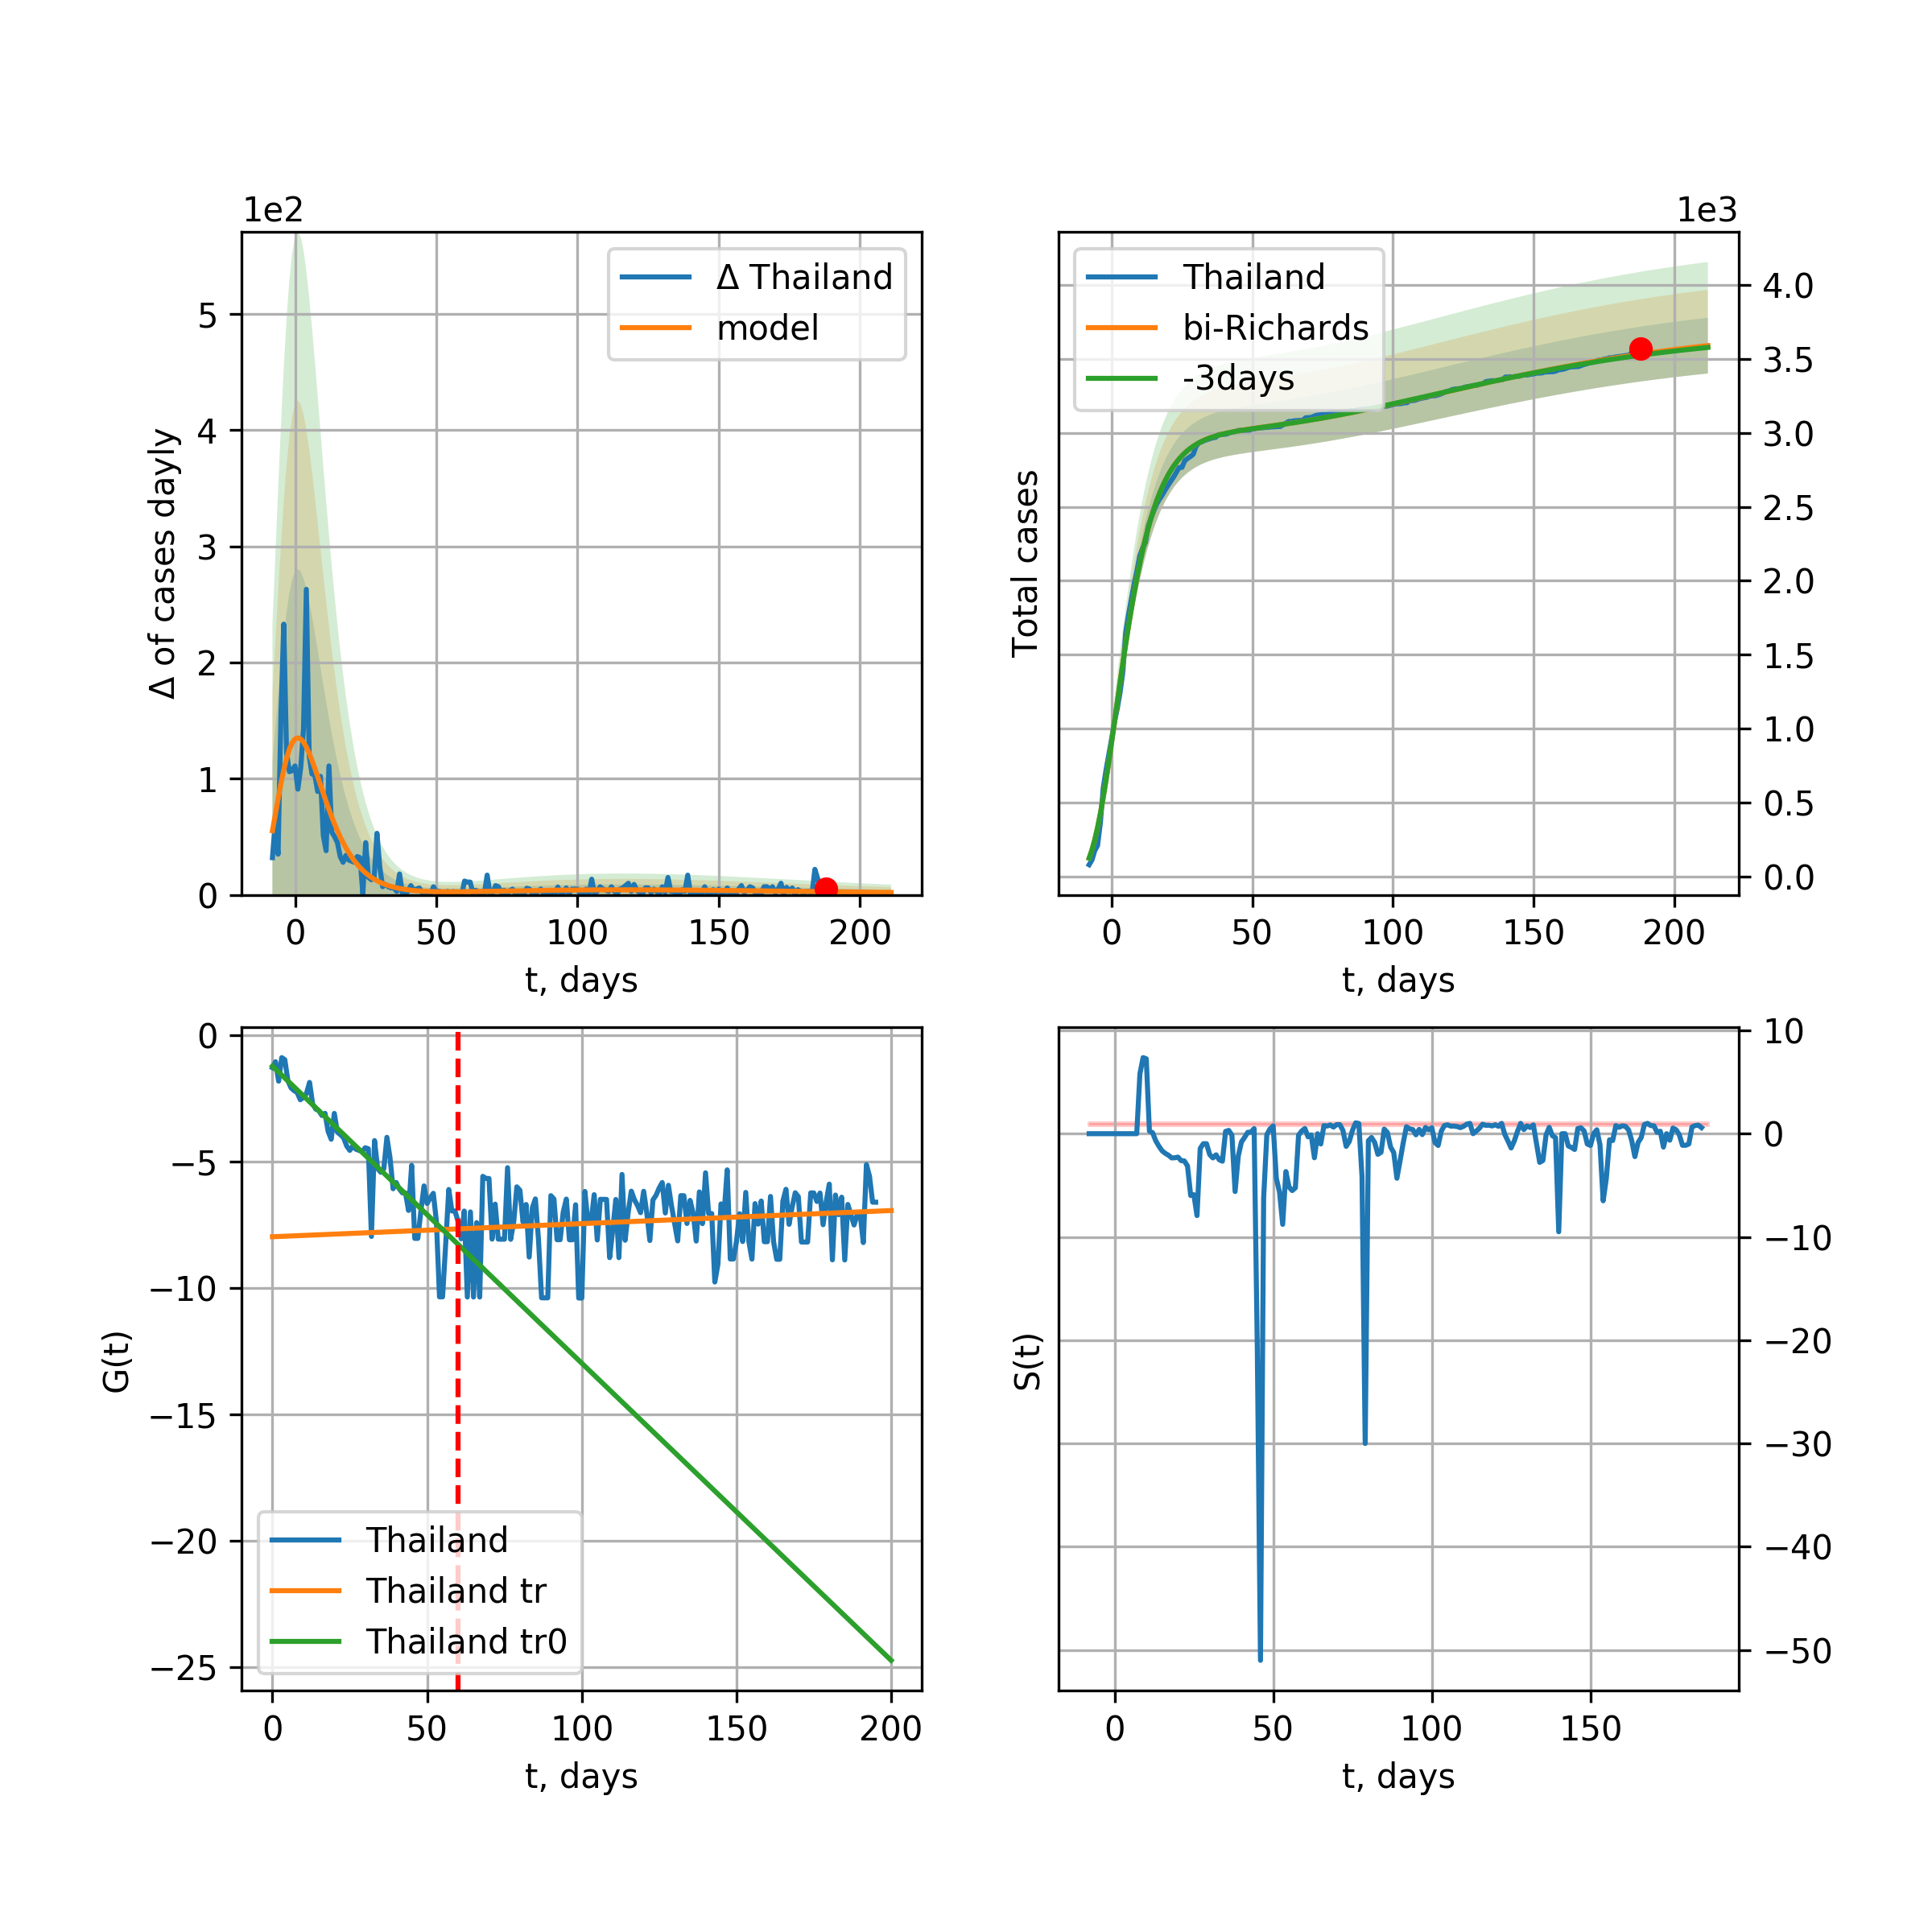 1e2
Δ of cases dayly
5
4
3
2
1
0
Δ Thailand
model
0 50 100 150 200
t, days
1e3
Total cases
Thailand
bi-Richards
-3days
4.0
3.5
3.0
2.5
2.0
1.5
1.0
0.5
0.0
0 50 100 150 200
t, days
G(t)
0
−5
−10
−15
−20
−25
Thailand
Thailand tr
Thailand tr0
0 50 100 150 200
t, days
S(t)
10
0
−10
−20
−30
−40
−50
0 50 100 150
t, days